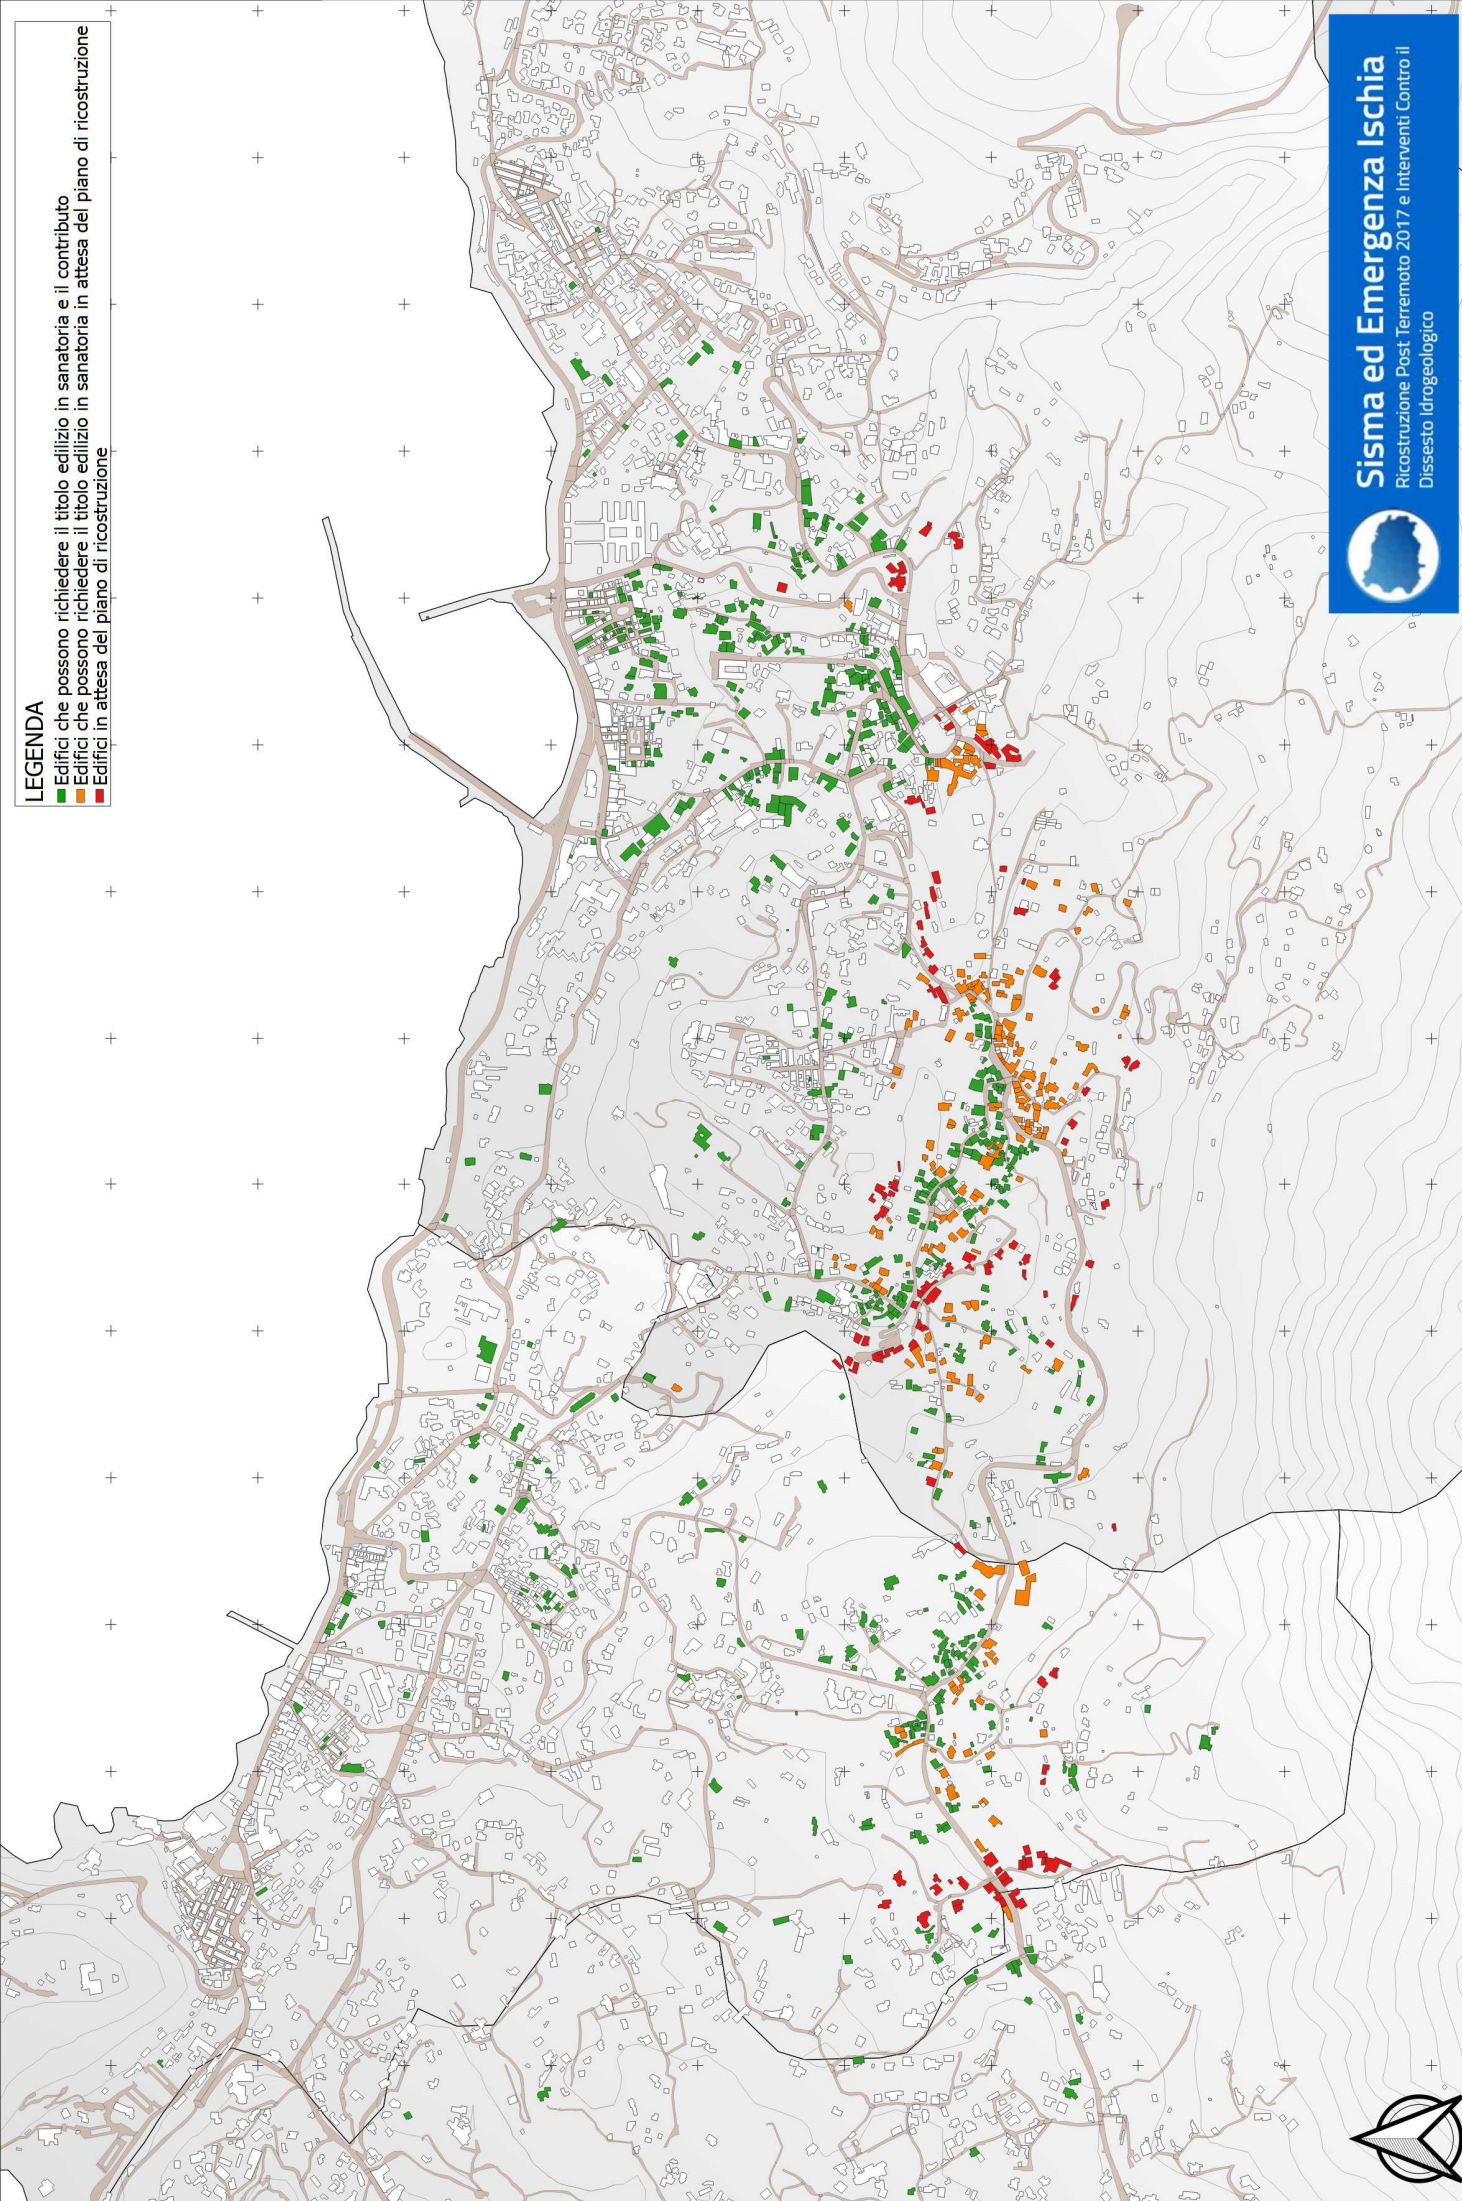 LEGENDA
Edifici che possono richiedere il titolo edilizio in sanatoria e il contributo
Edifici che possono richiedere il titolo edilizio in sanatoria in attesa del piano di ricostruzione
Edifici in attesa del piano di ricostruzione
Sisma ed Emergenza Ischia
Ricostruzione Post Terremoto 2017 e Interventi Contro il
Dissesto Idrogeologico